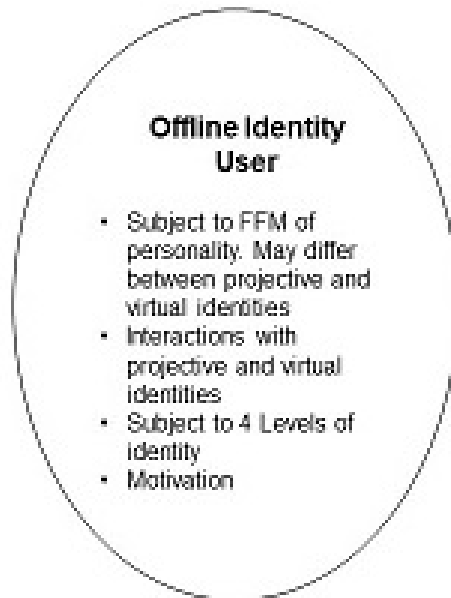 Offline Identity
User
• Subject to FFM of
personality. May differ
between projective and
virtual identities
• Interactions with
projective and virtual
identities
• Subject to 4 Levels of
identity
• Motivation